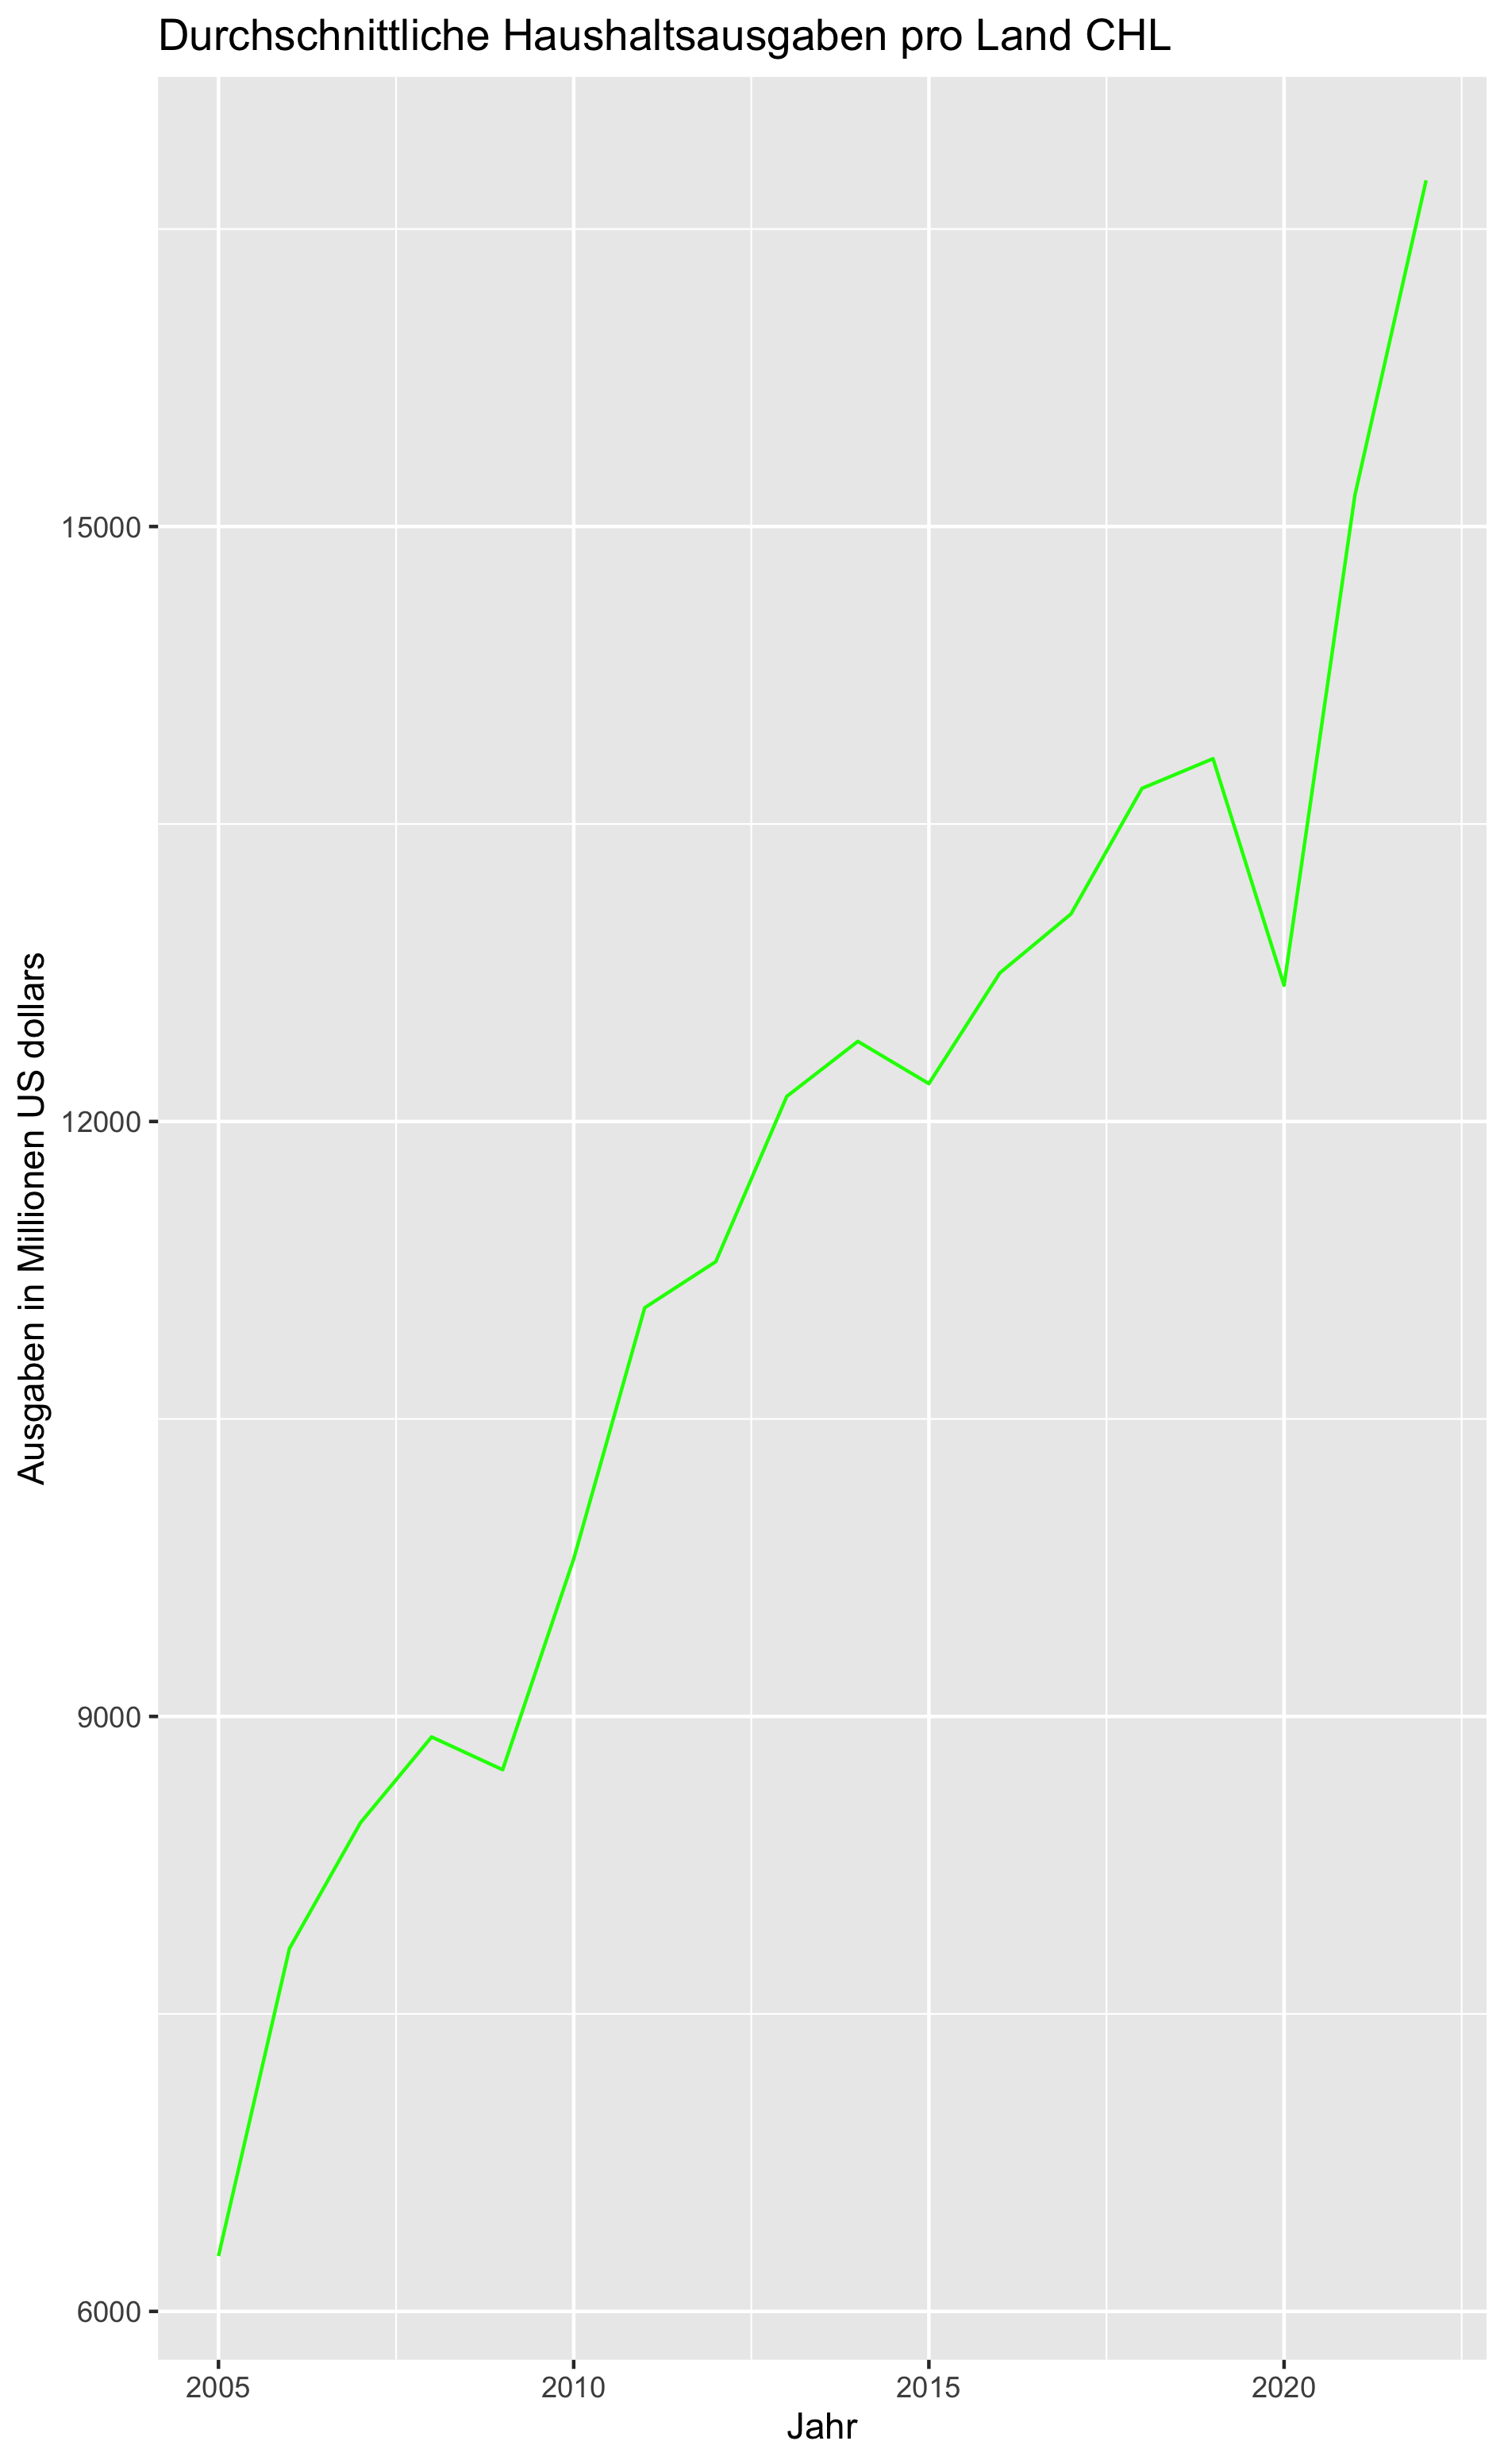 Durchschnittliche Haushaltsausgaben pro Land CHL
Ausgaben in Millionen US dollars
15000
12000
9000
6000
2005
2010
2015
2020
Jahr